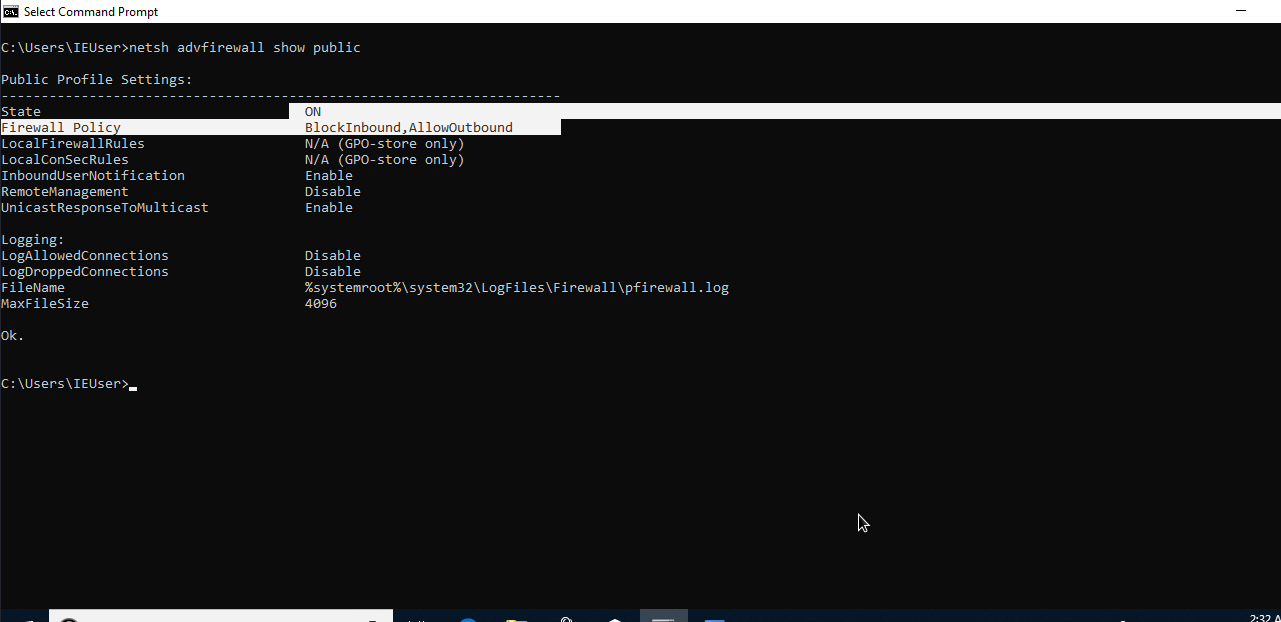 Select Command Prompt
C:\Users\IEUser>netsh advfirewall show public
Public Profile Settings:
----------------------------------------------------------------------
State ON
Firewall Policy BlockInbound,AllowOutbound
LocalFirewallRules N/A (GPO-store only)
LocalConSecRules N/A (GPO-store only)
InboundUserNotification Enable
RemoteManagement Disable
UnicastResponseToMulticast Enable
Logging:
LogAllowedConnections Disable
LogDroppedConnections Disable
FileName %systemroot%\system32\LogFiles\Firewall\pfirewall.log
MaxFileSize 4096
Ok.
C:\Users\IEUser>
2:32